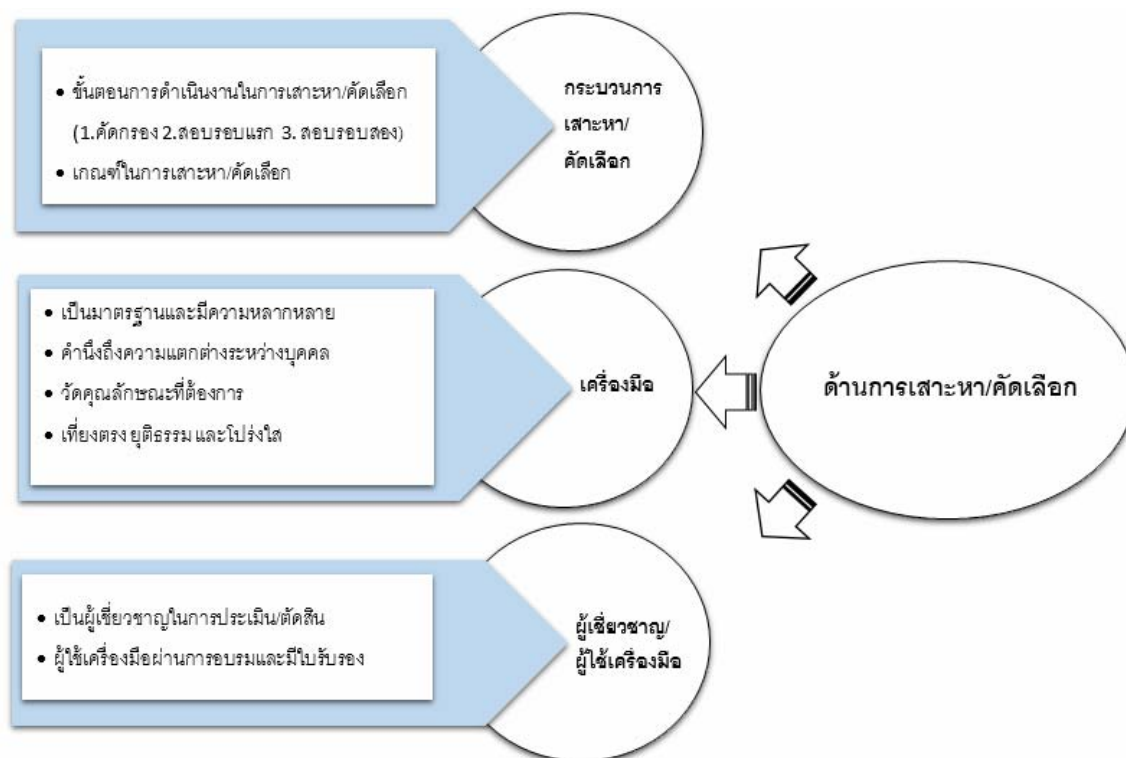 • ขั้นตอนการดำเนินงานในการเสาะหา/คัดเลือก
(1.คัดกรอง 2.สอบรอบแรก 3. สอบรอบสอง)
• เกณฑ์ในการเสาะหา/คัดเลือก
กระบวนการ
เสาะหา/
คัดเลือก
• เป็นมาตรฐานและมีความหลากหลาย
• คำนึงถึงความแตกต่างระหว่างบุคคล
• วัดคุณลักษณะที่ต้องการ
• เที่ยงตรง ยุติธรรม และโปร่งใส
เครื่องมือ
ด้านการเสาะหา/คัดเลือก
• เป็นผู้เชี่ยวชาญในการประเมิน/ตัดสิน
• ผู้ใช้เครื่องมือผ่านการอบรมและมีใบรับรอง
ผู้เชี่ยวชาญ/
ผู้ใช้เครื่องมือ